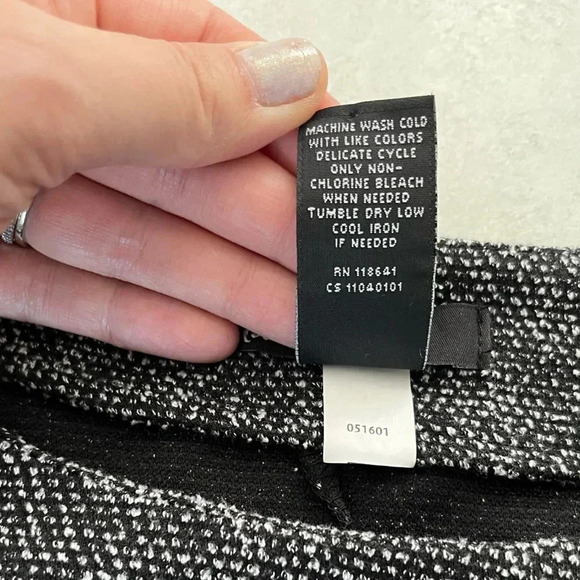 MACHINE WASH COLD
WITH LIKE COLORS
DELICATE CYCLE
ONLY NON-
CHLORINE BLEACH
WHEN NEEDED
TUMBLE DRY LOW
COOL IRON
IF NEEDED
RN 118641
CS 11040101
051601